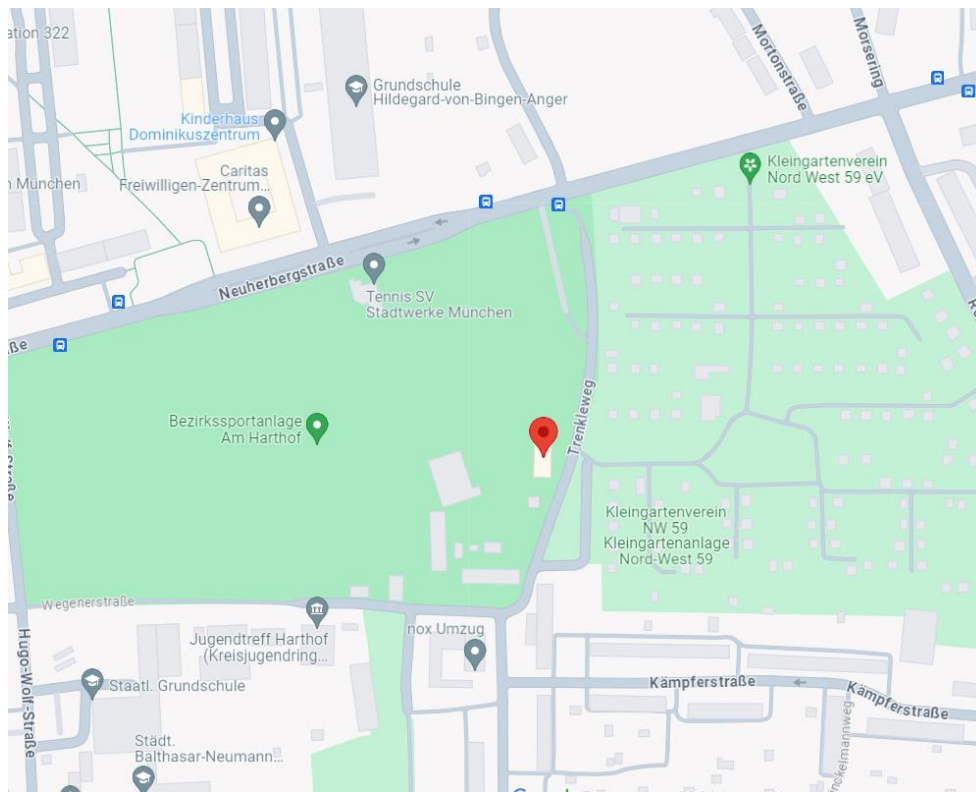 ation 322
Grundschule
Hildegard-von-Bingen-Anger
Mortonstraße
Morsering
Kinderhaus
Dominikuszentrum
Caritas
Freiwilligen-Zentrum...
München
Kleingartenverein
Nord West 59 eV
Neuherbergstraße
Tennis SV
Stadtwerke München
Bezirkssportanlage
Am Harthof
Trenkleweg
Kleingartenverein
NW 59
Kleingartenanlage
Nord-West 59
Wegenerstraße
Jugendtreff Harthof
(Kreisjugendring...
nox Umzug
Hugo-Wolf-Straße
Staatl. Grundschule
Kämpferstraße
Kämpferstraße
Städt.
Balthasar-Neumann...
inckelmannweg